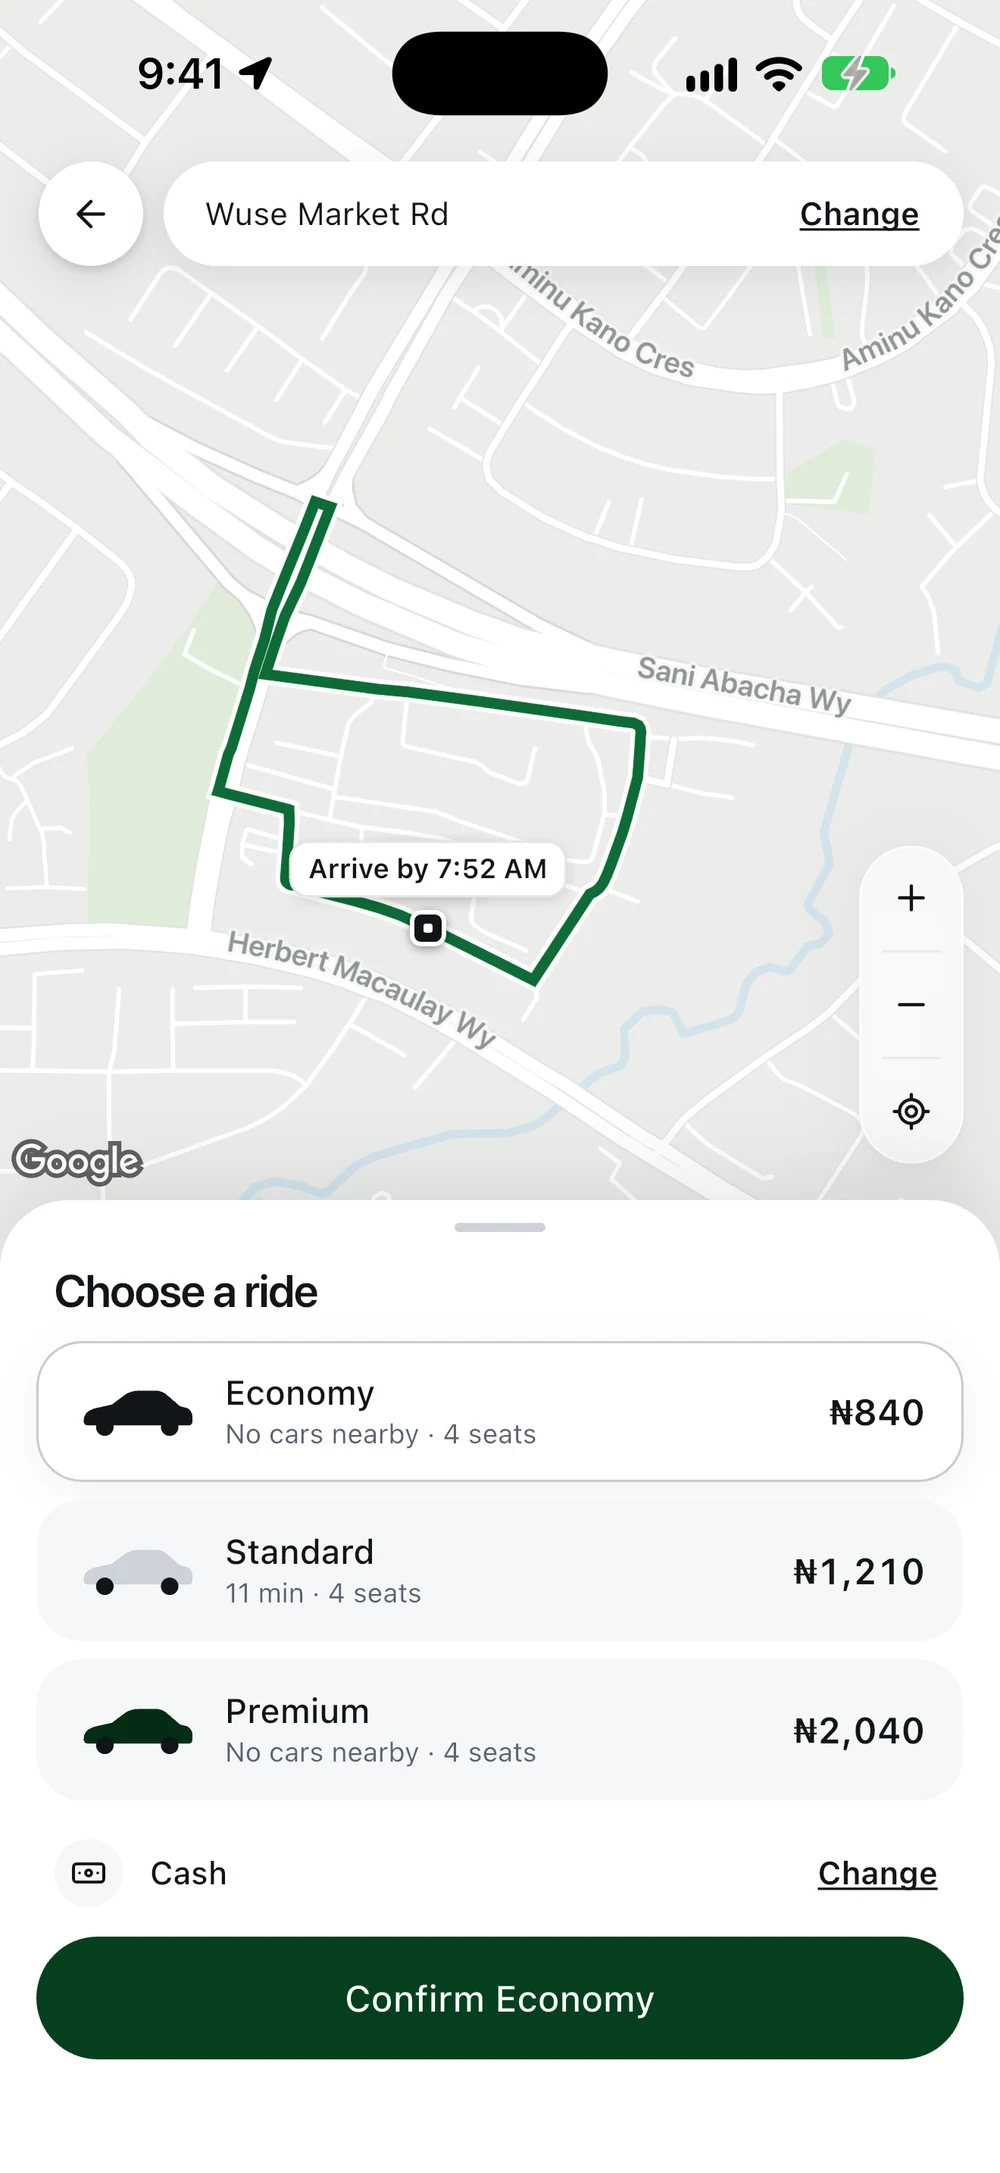 9:41
Wuse Market Rd
Change
minu Kano Cres
Aminu Kano Cres
Sani Abacha Wy
Arrive by 7:52 AM
Herbert Macaulay Wy
Google
Choose a ride
Economy
₦840
No cars nearby · 4 seats
Standard
₦1,210
11 min · 4 seats
Premium
₦2,040
No cars nearby · 4 seats
Cash
Change
Confirm Economy